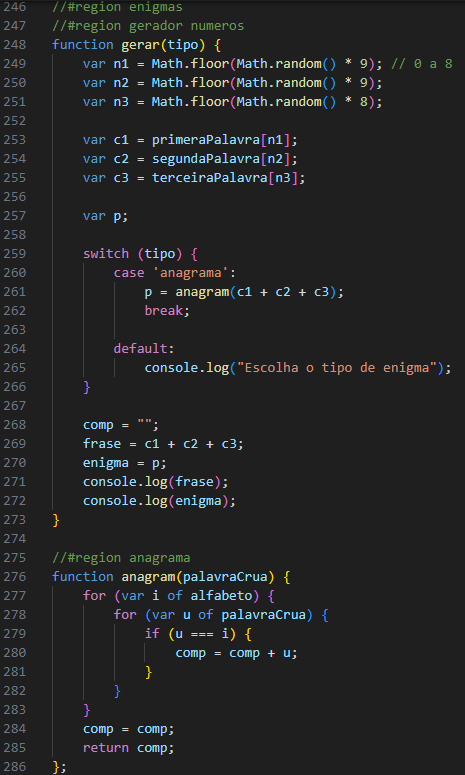 246 //#region enigmas
247 //#region gerador numeros
248 function gerar(tipo) {
249     var n1 = Math.floor(Math.random() * 9); // 0 a 8
250     var n2 = Math.floor(Math.random() * 9);
251     var n3 = Math.floor(Math.random() * 8);
252
253     var c1 = primeraPalavra[n1];
254     var c2 = segundaPalavra[n2];
255     var c3 = terceiraPalavra[n3];
256
257     var p;
258
259     switch (tipo) {
260         case 'anagrama':
261             p = anagram(c1 + c2 + c3);
262             break;
263
264         default:
265             console.log("Escolha o tipo de enigma");
266     }
267
268     comp = "";
269     frase = c1 + c2 + c3;
270     enigma = p;
271     console.log(frase);
272     console.log(enigma);
273 }
274
275 //#region anagrama
276 function anagram(palavraCrua) {
277     for (var i of alfabeto) {
278         for (var u of palavraCrua) {
279             if (u === i) {
280                 comp = comp + u;
281             }
282         }
283     }
284     comp = comp;
285     return comp;
286 };